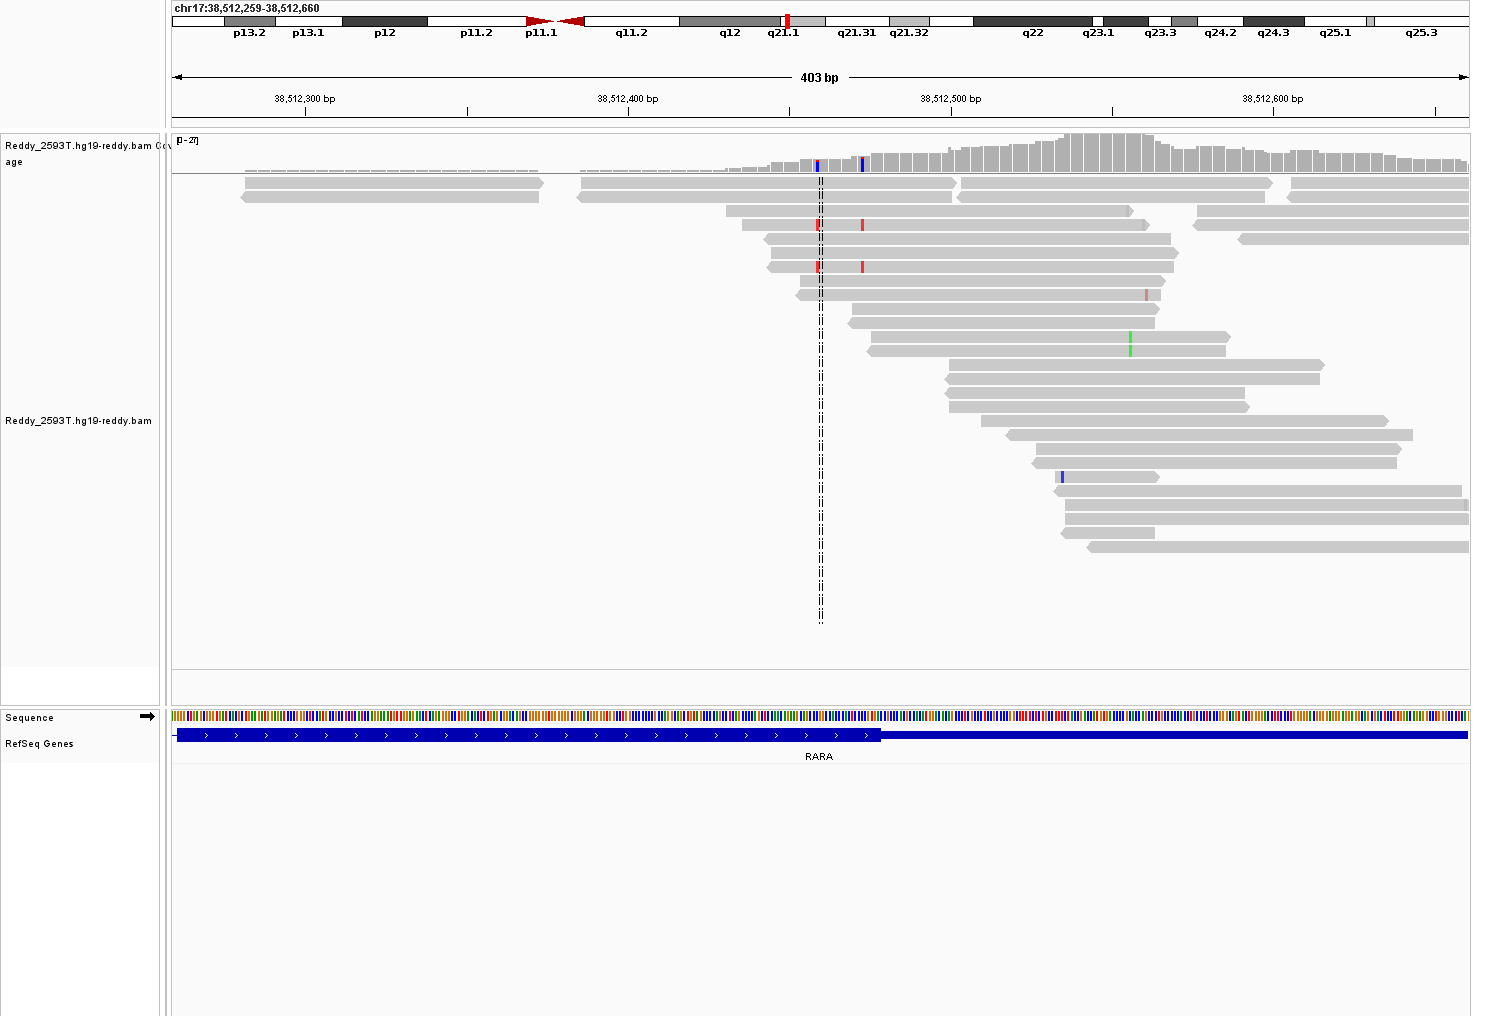 chr17:38,512,259-38,512,660
p13.2 p13.1 p12 p11.2 p11.1 q11.2 q12 q21.1 q21.31 q21.32 q22 q23.1 q23.3 q24.2 q24.3 q25.1 q25.3
403 bp
38,512,300 bp 38,512,400 bp 38,512,500 bp 38,512,600 bp
Reddy_2593T.hg19-reddy.bam Cov
age
[0 - 27]
Reddy_2593T.hg19-reddy.bam
Sequence
RefSeq Genes
RARA